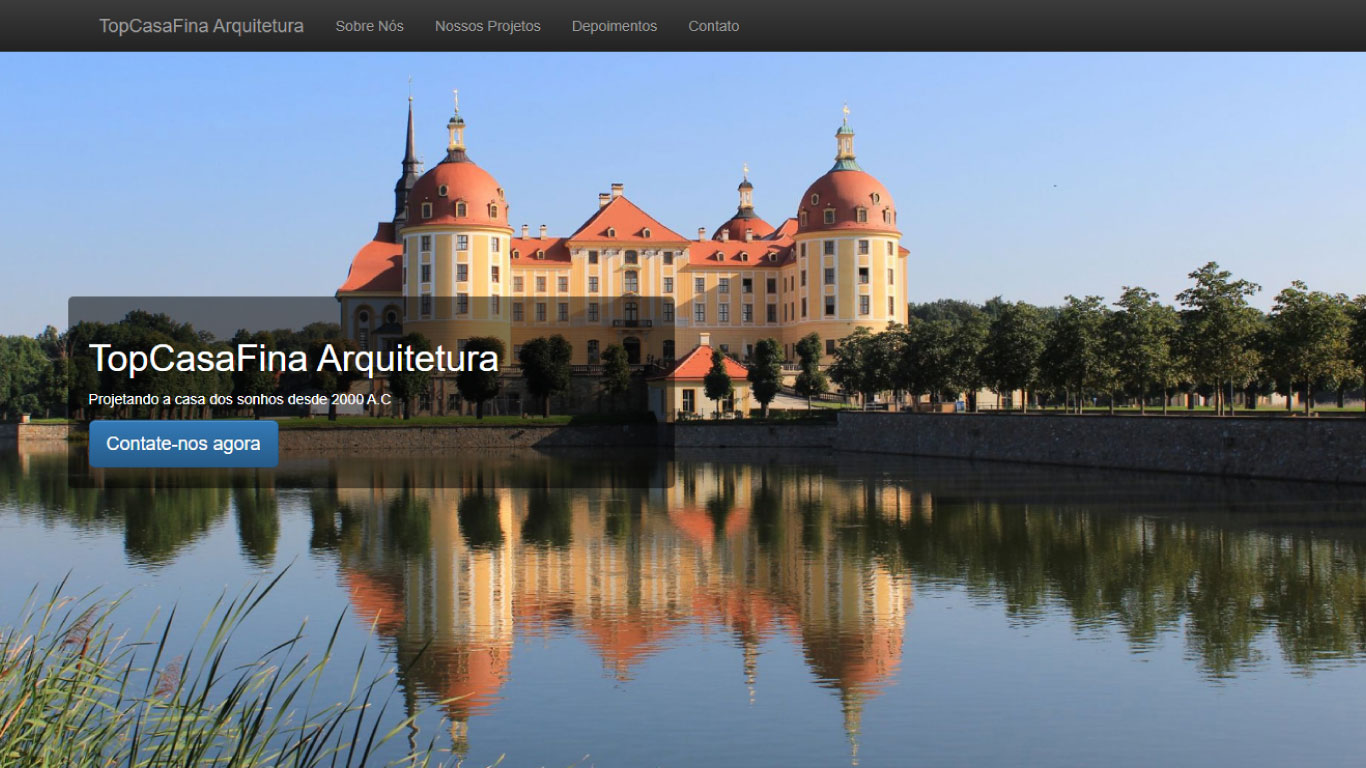 TopCasaFina Arquitetura Sobre Nós Nossos Projetos Depoimentos Contato
TopCasaFina Arquitetura
Projetando a casa dos sonhos desde 2000 A.C
Contate-nos agora